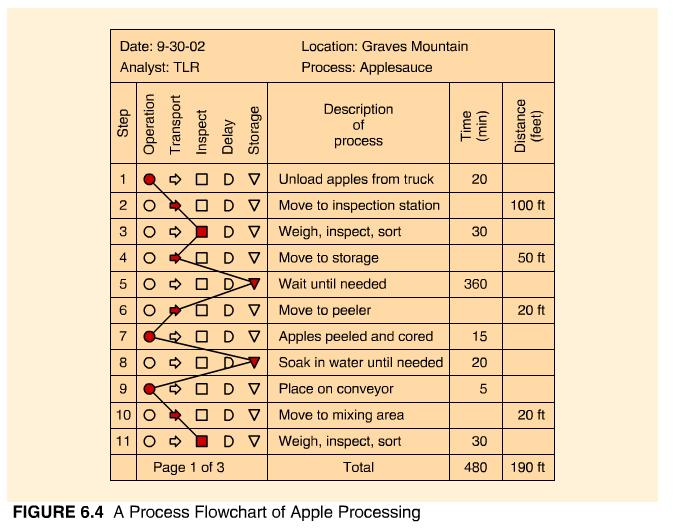 Date: 9-30-02 Location: Graves Mountain
Analyst: TLR Process: Applesauce
Step Operation Transport Inspect Delay Storage Description of process Time (min) Distance (feet)
1 Unload apples from truck 20
2 Move to inspection station 100 ft
3 Weigh, inspect, sort 30
4 Move to storage 50 ft
5 Wait until needed 360
6 Move to peeler 20 ft
7 Apples peeled and cored 15
8 Soak in water until needed 20
9 Place on conveyor 5
10 Move to mixing area 20 ft
11 Weigh, inspect, sort 30
Page 1 of 3 Total 480 190 ft
FIGURE 6.4 A Process Flowchart of Apple Processing